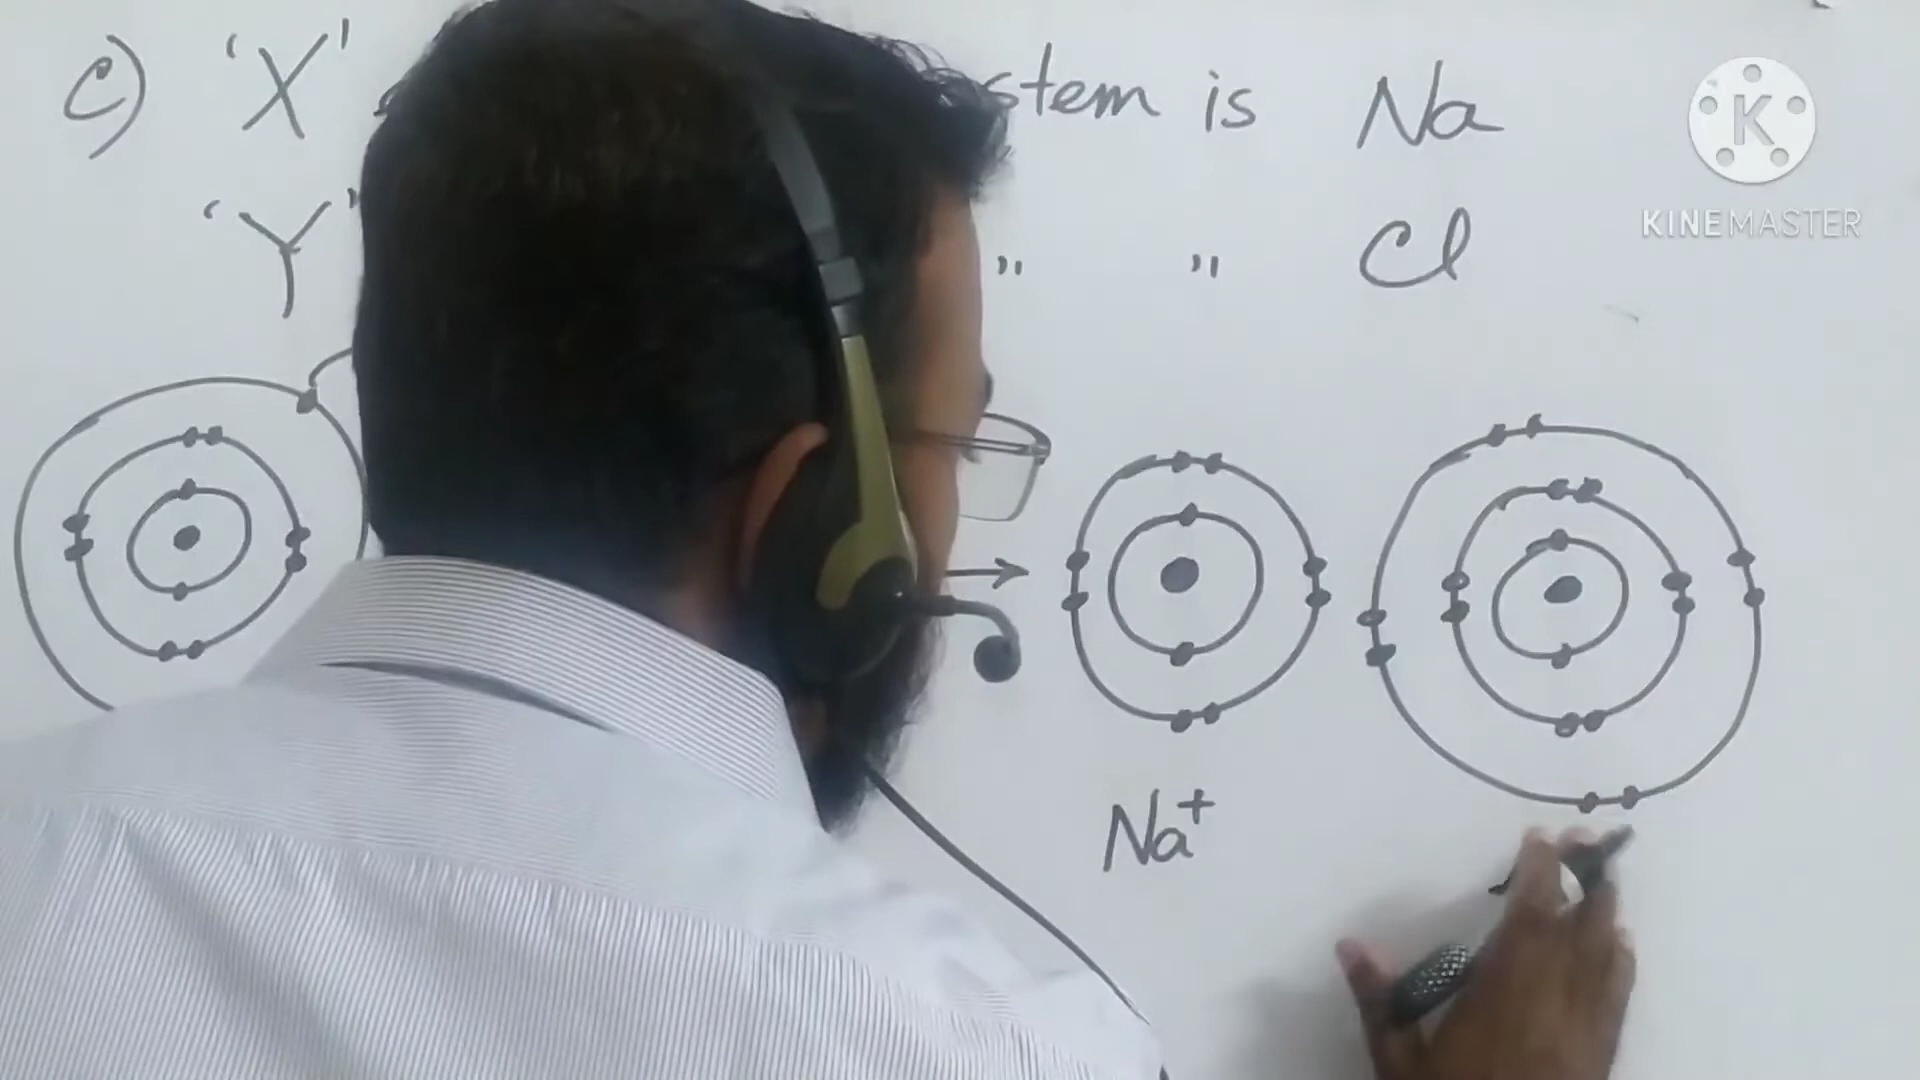 c) 'X' stem is Na
'Y' " " Cl
K
KINEMASTER
Na⁺